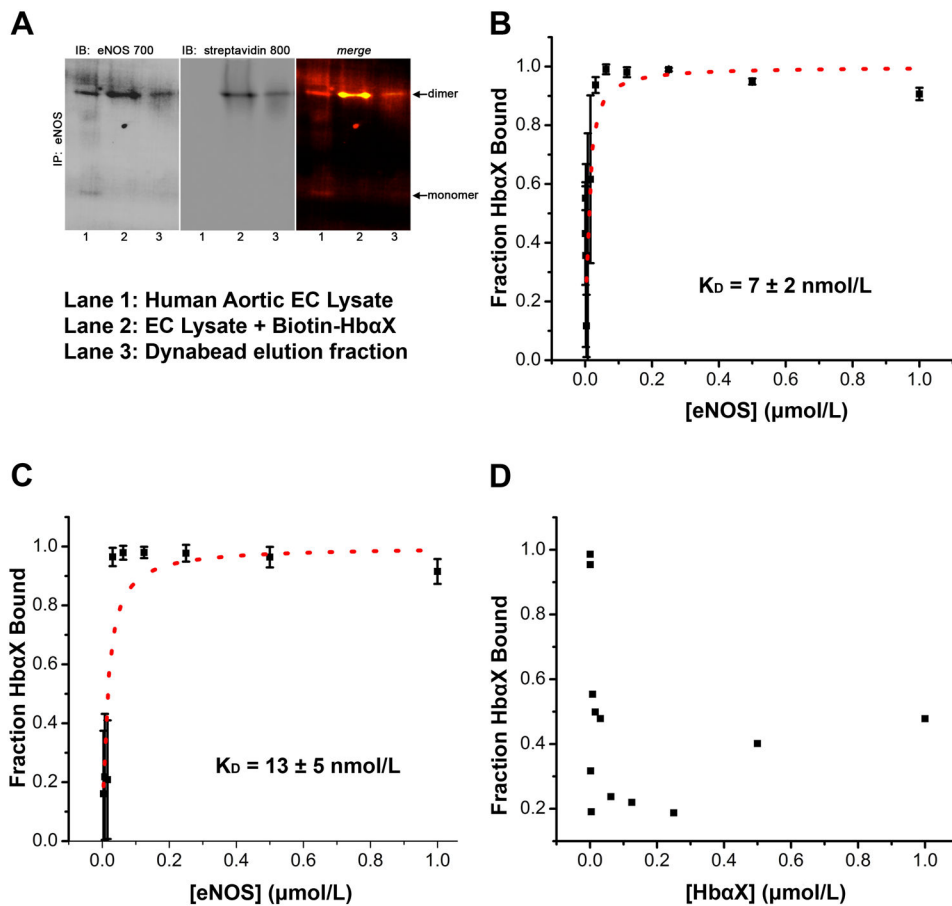 A
IB: eNOS 700
IB: streptavidin 800
merge
IP: eNOS
dimer
monomer
1 2 3 1 2 3 1 2 3
Lane 1: Human Aortic EC Lysate
Lane 2: EC Lysate + Biotin-HbαX
Lane 3: Dynabead elution fraction
B
Fraction HbαX Bound
1.0
0.8
0.6
0.4
0.2
0.0
KD = 7 ± 2 nmol/L
0.0 0.2 0.4 0.6 0.8 1.0
[eNOS] (µmol/L)
C
Fraction HbαX Bound
1.0
0.8
0.6
0.4
0.2
0.0
KD = 13 ± 5 nmol/L
0.0 0.2 0.4 0.6 0.8 1.0
[eNOS] (µmol/L)
D
Fraction HbαX Bound
1.0
0.8
0.6
0.4
0.2
0.0 0.2 0.4 0.6 0.8 1.0
[HbαX] (µmol/L)